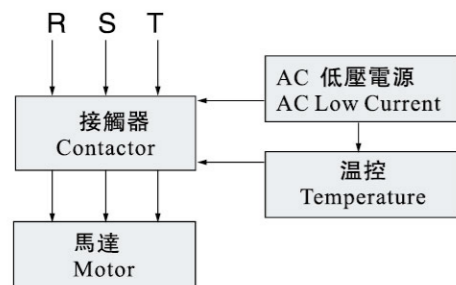 R S T
接觸器
Contactor
AC 低壓電源
AC Low Current
温控
Temperature
馬達
Motor